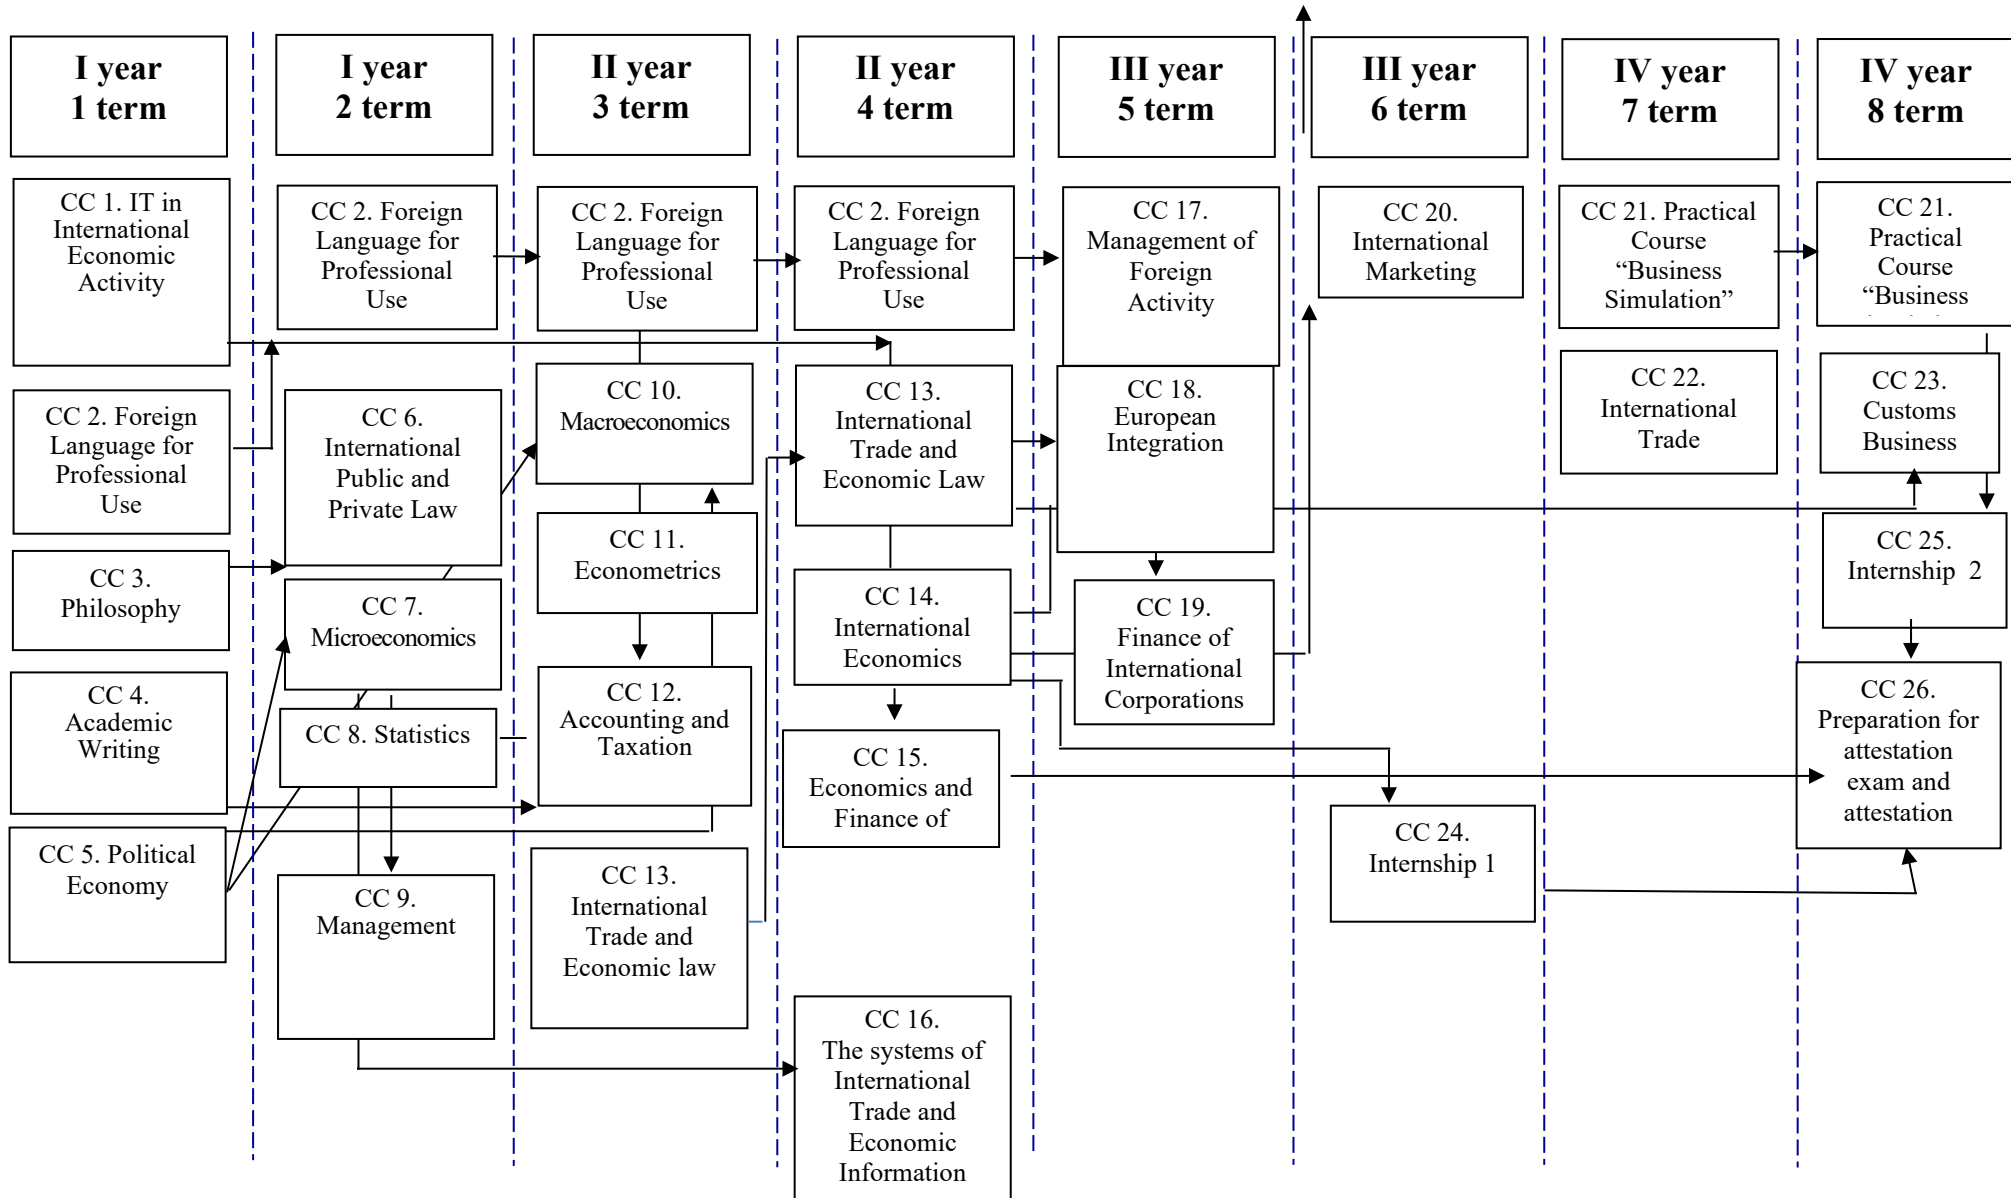 I year
1 term
I year
2 term
II year
3 term
II year
4 term
III year
5 term
III year
6 term
IV year
7 term
IV year
8 term
CC 1. IT in
International
Economic
Activity
CC 2. Foreign
Language for
Professional
Use
CC 3.
Philosophy
CC 4.
Academic
Writing
CC 5. Political
Economy
CC 2. Foreign
Language for
Professional
Use
CC 6.
International
Public and
Private Law
CC 7.
Microeconomics
CC 8. Statistics
CC 9.
Management
CC 2. Foreign
Language for
Professional
Use
CC 10.
Macroeconomics
CC 11.
Econometrics
CC 12.
Accounting and
Taxation
CC 13.
International
Trade and
Economic law
CC 2. Foreign
Language for
Professional
Use
CC 13.
International
Trade and
Economic Law
CC 14.
International
Economics
CC 15.
Economics and
Finance of
CC 16.
The systems of
International
Trade and
Economic
Information
CC 17.
Management of
Foreign
Activity
CC 18.
European
Integration
CC 19.
Finance of
International
Corporations
CC 20.
International
Marketing
CC 24.
Internship 1
CC 21. Practical
Course
“Business
Simulation”
CC 22.
International
Trade
CC 21.
Practical
Course
“Business
CC 23.
Customs
Business
CC 25.
Internship 2
CC 26.
Preparation for
attestation
exam and
attestation